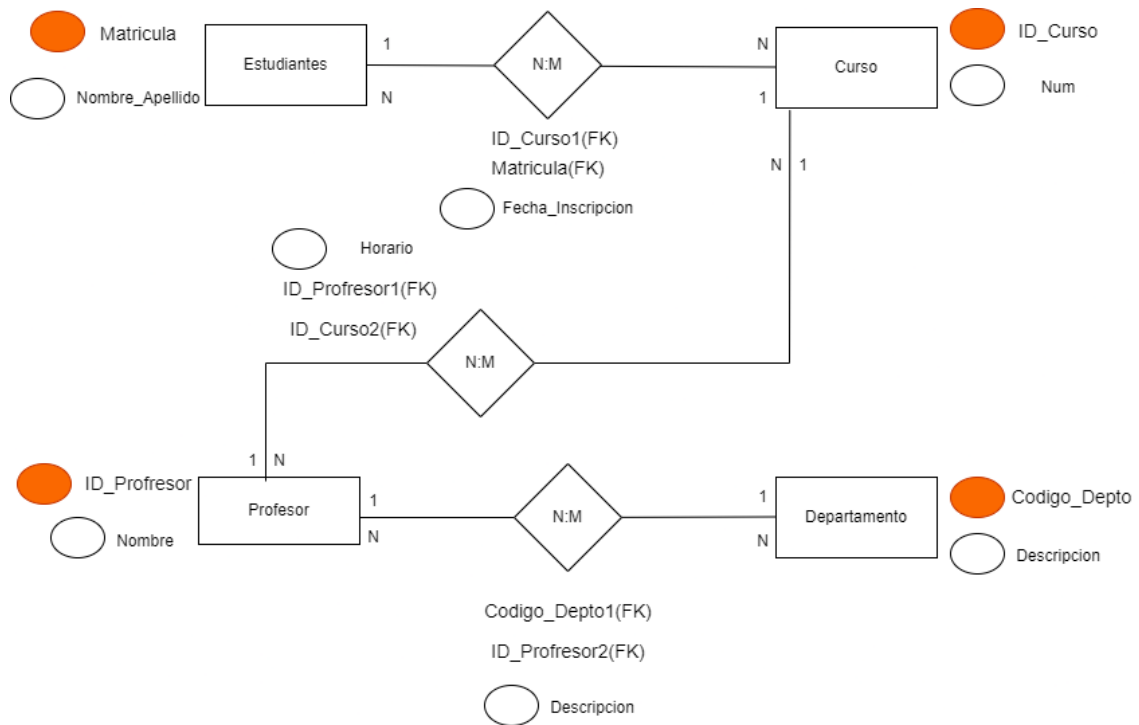 Matricula
Nombre_Apellido
Estudiantes
1
N
N:M
N
1
Curso
ID_Curso
Num
ID_Curso1(FK)
Matricula(FK)
Fecha_Inscripcion
N 1
Horario
ID_Profresor1(FK)
ID_Curso2(FK)
N:M
1 N
ID_Profresor
Nombre
Profesor
1
N
N:M
1
N
Departamento
Codigo_Depto
Descripcion
Codigo_Depto1(FK)
ID_Profresor2(FK)
Descripcion